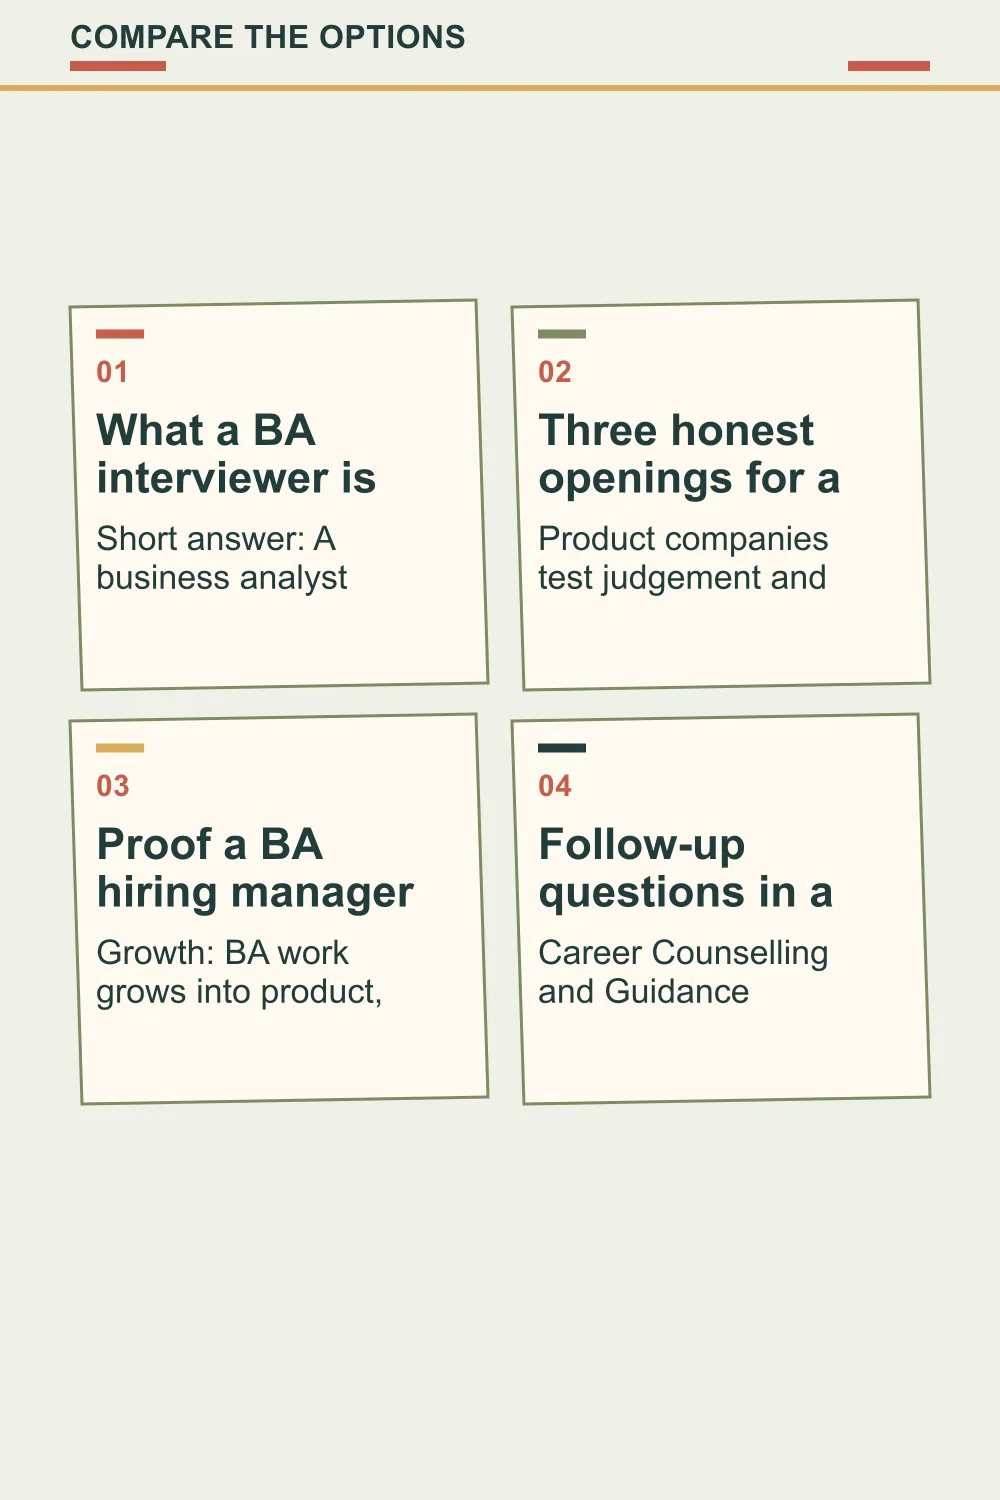 COMPARE THE OPTIONS
01
What a BA
interviewer is
Short answer: A
business analyst
02
Three honest
openings for a
Product companies
test judgement and
03
Proof a BA
hiring manager
Growth: BA work
grows into product,
04
Follow-up
questions in a
Career Counselling
and Guidance